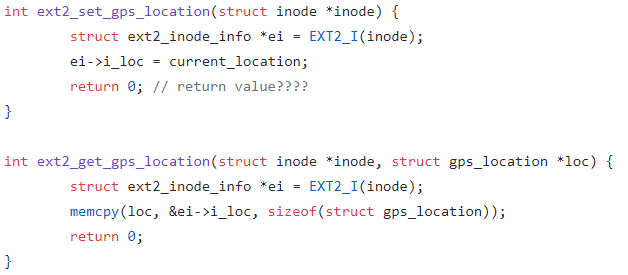 int ext2_set_gps_location(struct inode *inode) {
        struct ext2_inode_info *ei = EXT2_I(inode);
        ei->i_loc = current_location;
        return 0; // return value????
}

int ext2_get_gps_location(struct inode *inode, struct gps_location *loc) {
        struct ext2_inode_info *ei = EXT2_I(inode);
        memcpy(loc, &ei->i_loc, sizeof(struct gps_location));
        return 0;
}